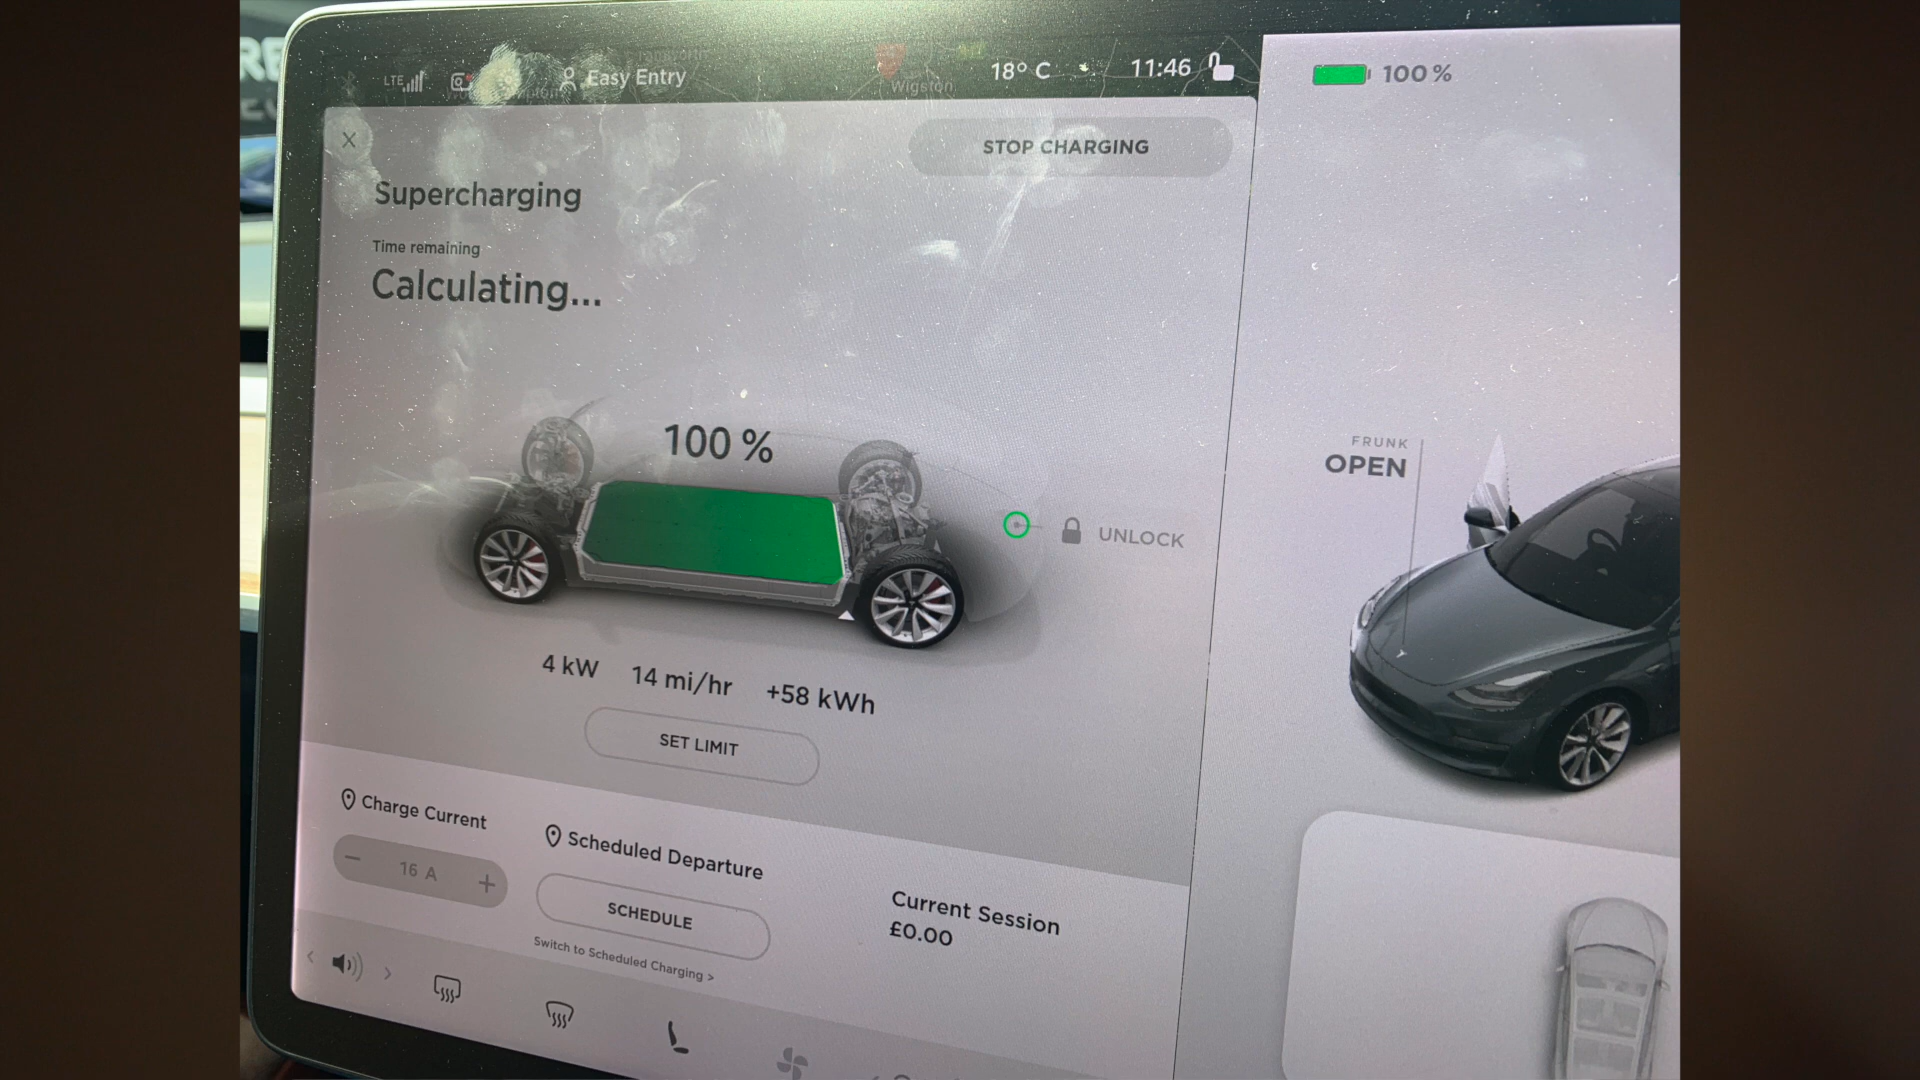 LTE
Easy Entry
Wigston
18° C
11:46
100 %
X
STOP CHARGING
Supercharging
Time remaining
Calculating...
100 %
UNLOCK
FRUNK
OPEN
4 kW 14 mi/hr +58 kWh
SET LIMIT
Charge Current
− 16 A +
Scheduled Departure
SCHEDULE
Switch to Scheduled Charging >
Current Session
£0.00